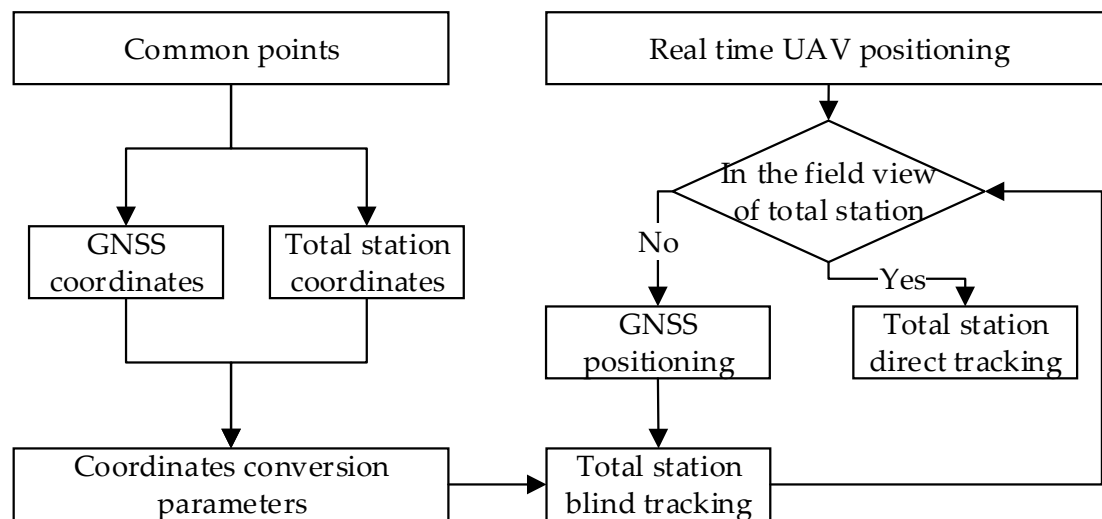 Common points
Real time UAV positioning
In the field view
of total station
No
Yes
GNSS
coordinates
Total station
coordinates
GNSS
positioning
Total station
direct tracking
Coordinates conversion
parameters
Total station
blind tracking